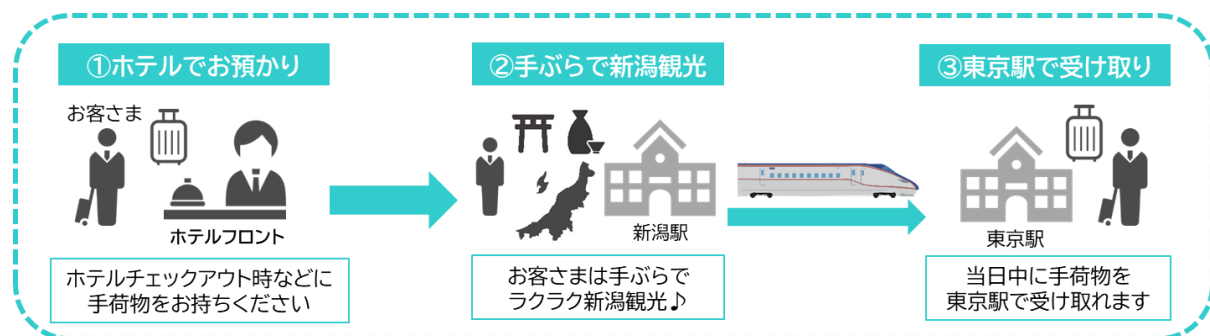 ①ホテルでお預かり
お客さま
ホテルフロント
ホテルチェックアウト時などに
手荷物をお持ちください
②手ぶらで新潟観光
新潟駅
お客さまは手ぶらで
ラクラク新潟観光♪
③東京駅で受け取り
東京駅
当日中に手荷物を
東京駅で受け取れます